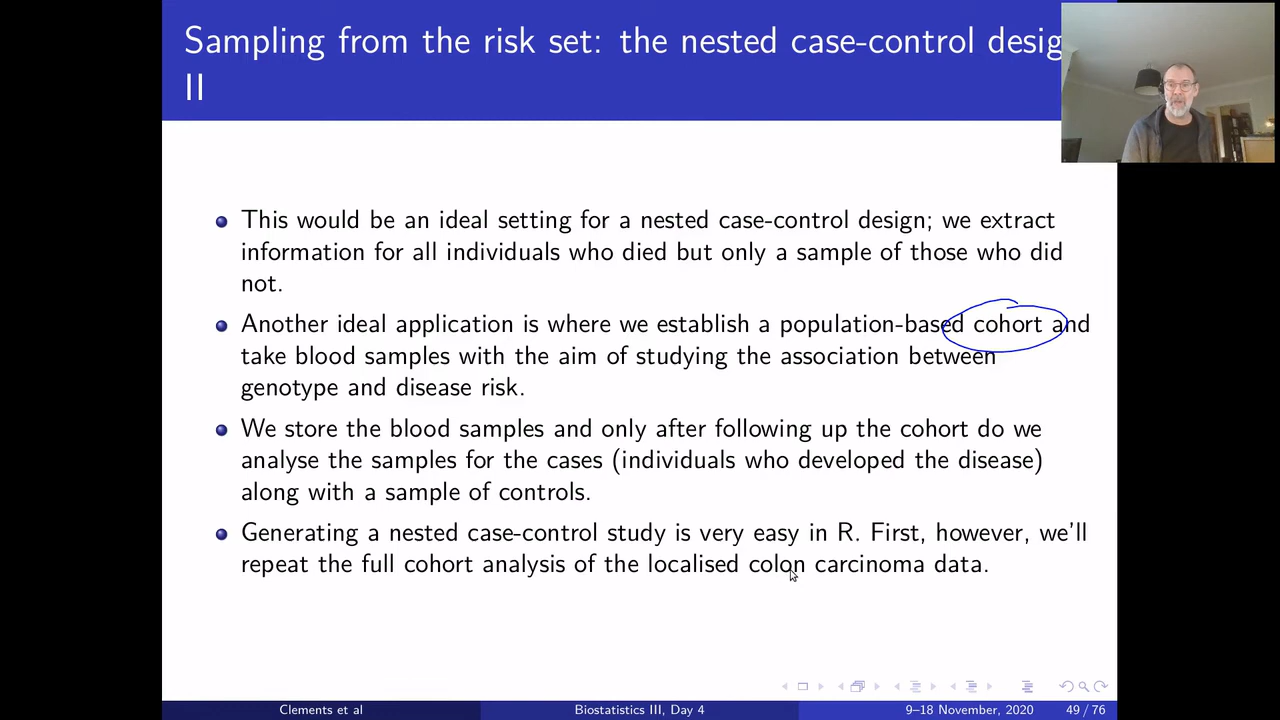 Sampling from the risk set: the nested case-control desig
II
This would be an ideal setting for a nested case-control design; we extract
information for all individuals who died but only a sample of those who did
not.
Another ideal application is where we establish a population-based cohort and
take blood samples with the aim of studying the association between
genotype and disease risk.
We store the blood samples and only after following up the cohort do we
analyse the samples for the cases (individuals who developed the disease)
along with a sample of controls.
Generating a nested case-control study is very easy in R. First, however, we'll
repeat the full cohort analysis of the localised colon carcinoma data.
Clements et al
Biostatistics III, Day 4
9–18 November, 2020
49 / 76